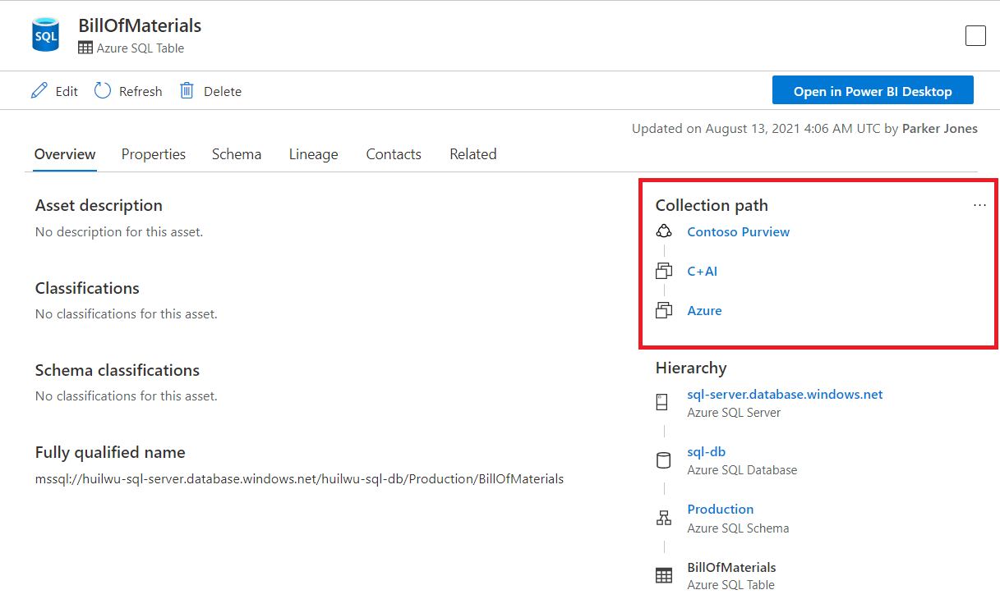 SQL
BillOfMaterials
Azure SQL Table
Edit
Refresh
Delete
Open in Power BI Desktop
Updated on August 13, 2021 4:06 AM UTC by Parker Jones
Overview
Properties
Schema
Lineage
Contacts
Related
Asset description
No description for this asset.
Classifications
No classifications for this asset.
Schema classifications
No classifications for this asset.
Fully qualified name
mssql://huilwu-sql-server.database.windows.net/huilwu-sql-db/Production/BillOfMaterials
Collection path
...
Contoso Purview
C+AI
Azure
Hierarchy
sql-server.database.windows.net
Azure SQL Server
sql-db
Azure SQL Database
Production
Azure SQL Schema
BillOfMaterials
Azure SQL Table